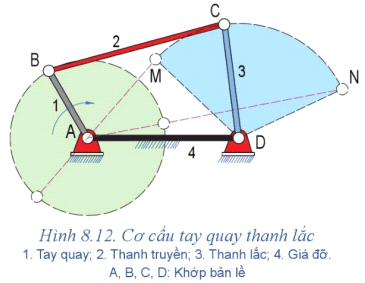 C
B
2
M
N
3
1
A
D
4
Hình 8.12. Cơ cấu tay quay thanh lắc
1. Tay quay; 2. Thanh truyền; 3. Thanh lắc; 4. Giá đỡ.
A, B, C, D: Khớp bản lề